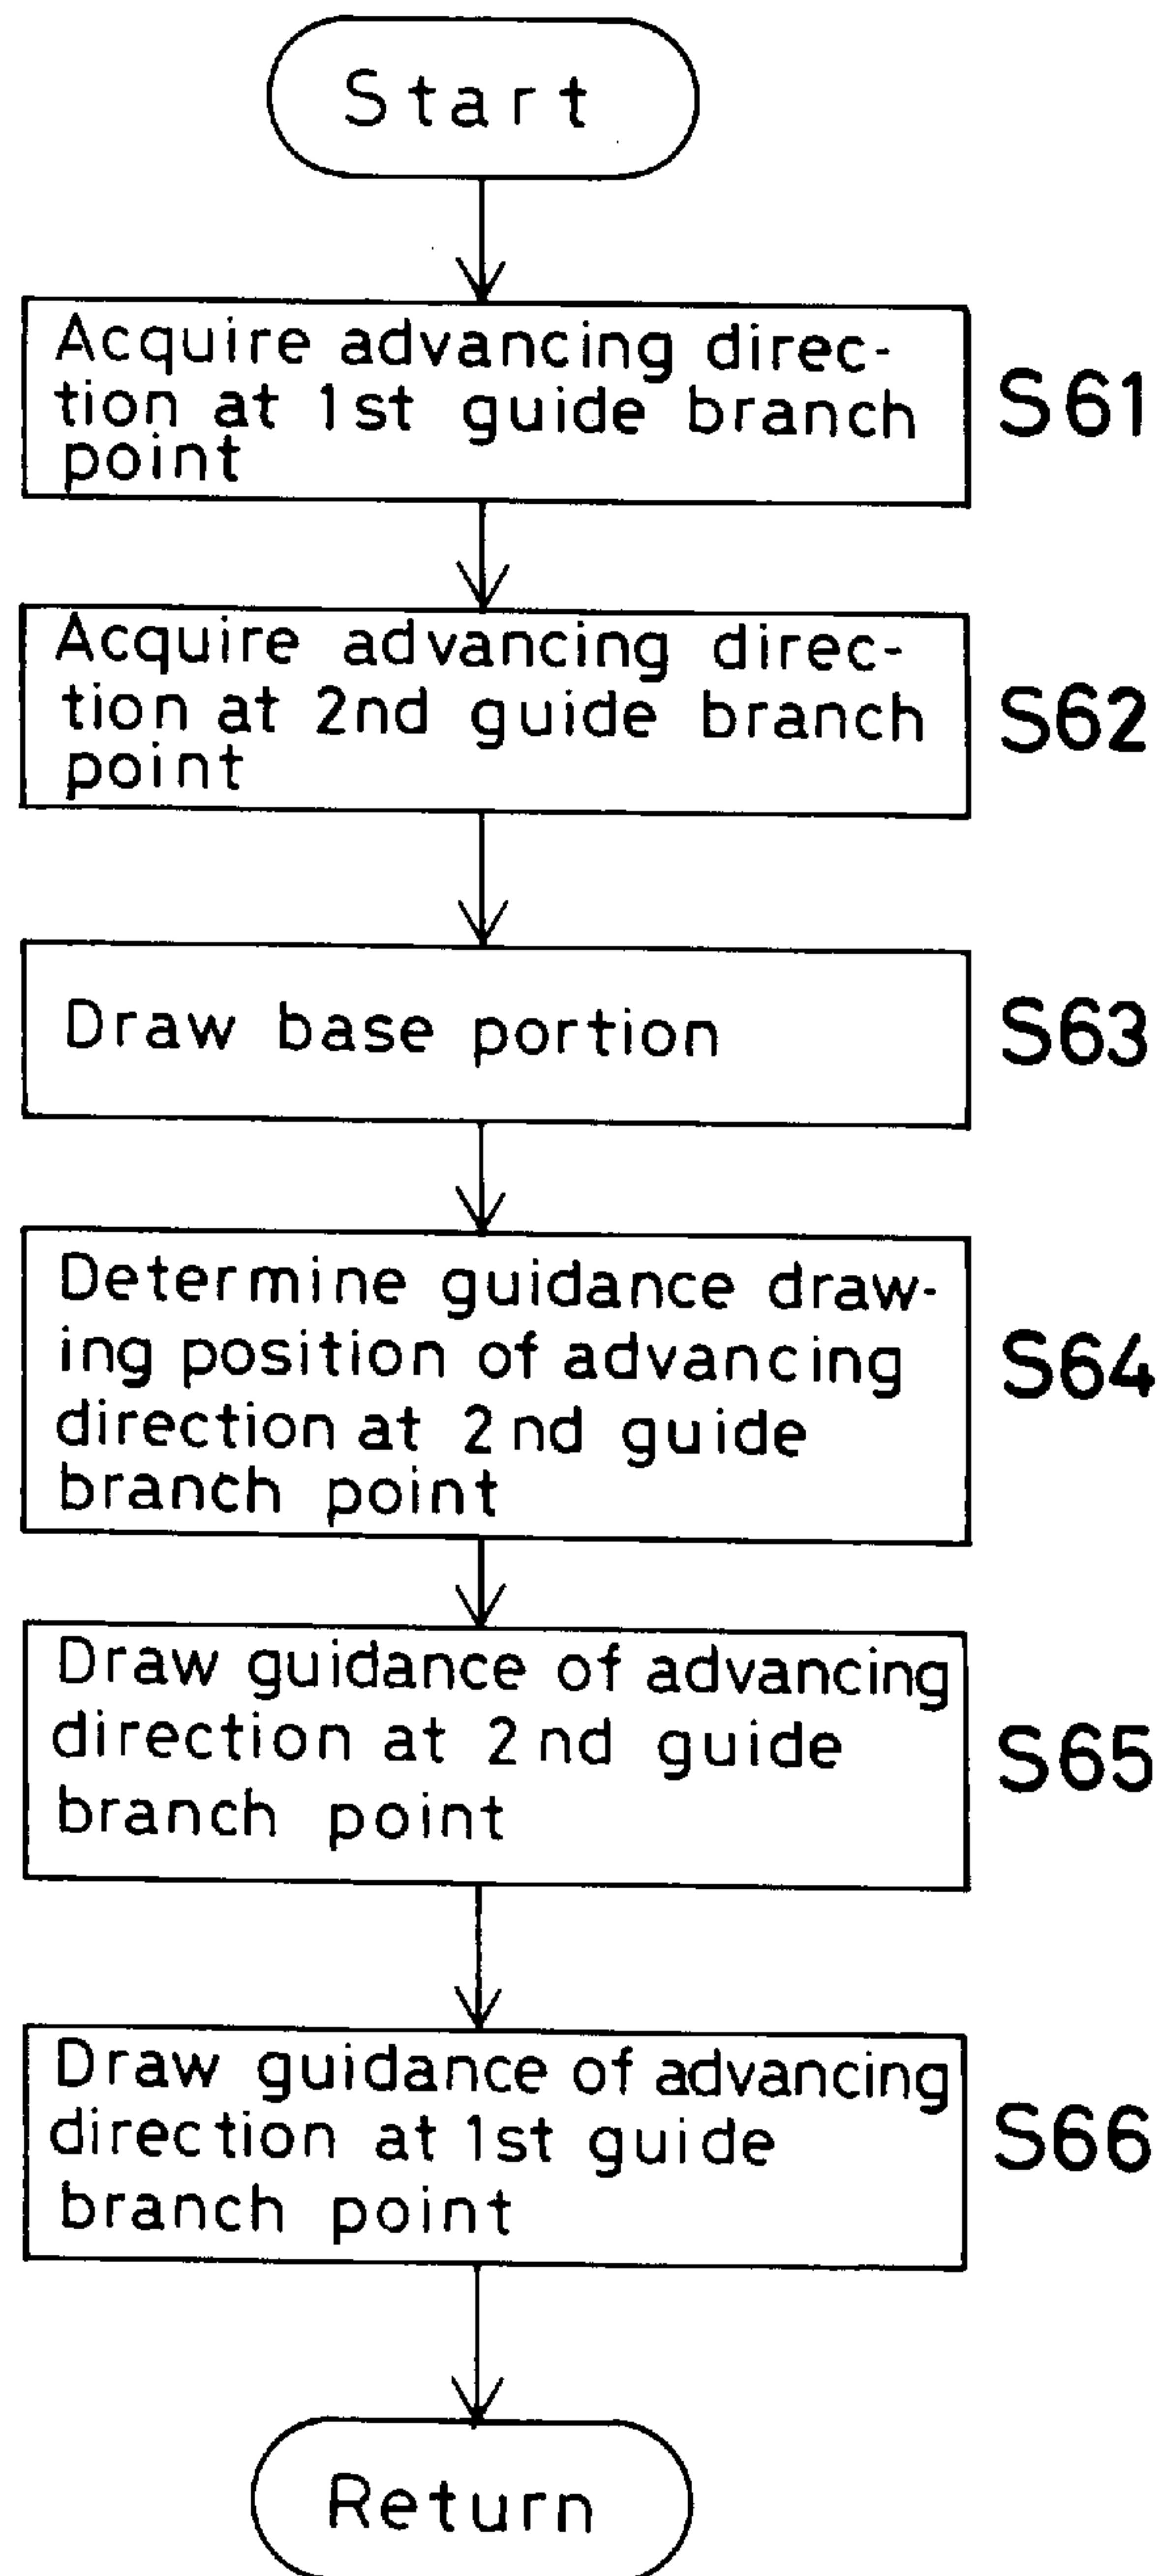 Start
Acquire advancing direc-
tion at 1st guide branch
point
S61
Acquire advancing direc-
tion at 2nd guide branch
point
S62
Draw base portion
S63
Determine guidance draw-
ing position of advancing
direction at 2nd guide
branch point
S64
Draw guidance of advancing
direction at 2nd guide
branch point
S65
Draw guidance of advancing
direction at 1st guide
branch point
S66
Return